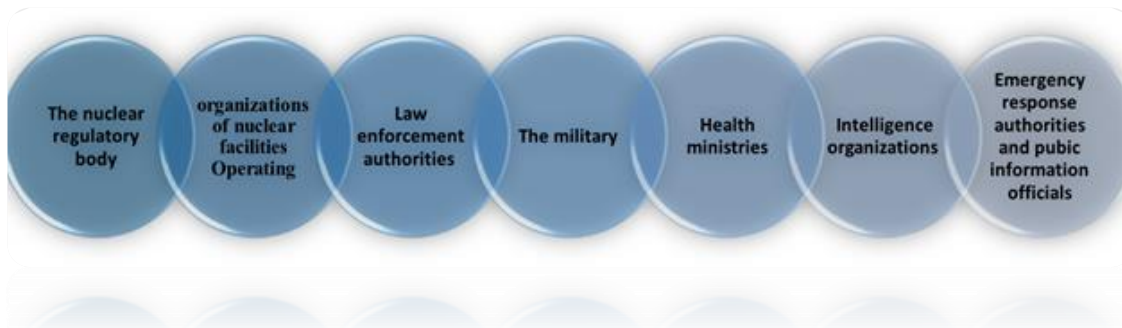 The nuclear
regulatory
body
organizations
of nuclear
facilities
Operating
Law
enforcement
authorities
The military
Health
ministries
Intelligence
organizations
Emergency
response
authorities
and pubic
information
officials